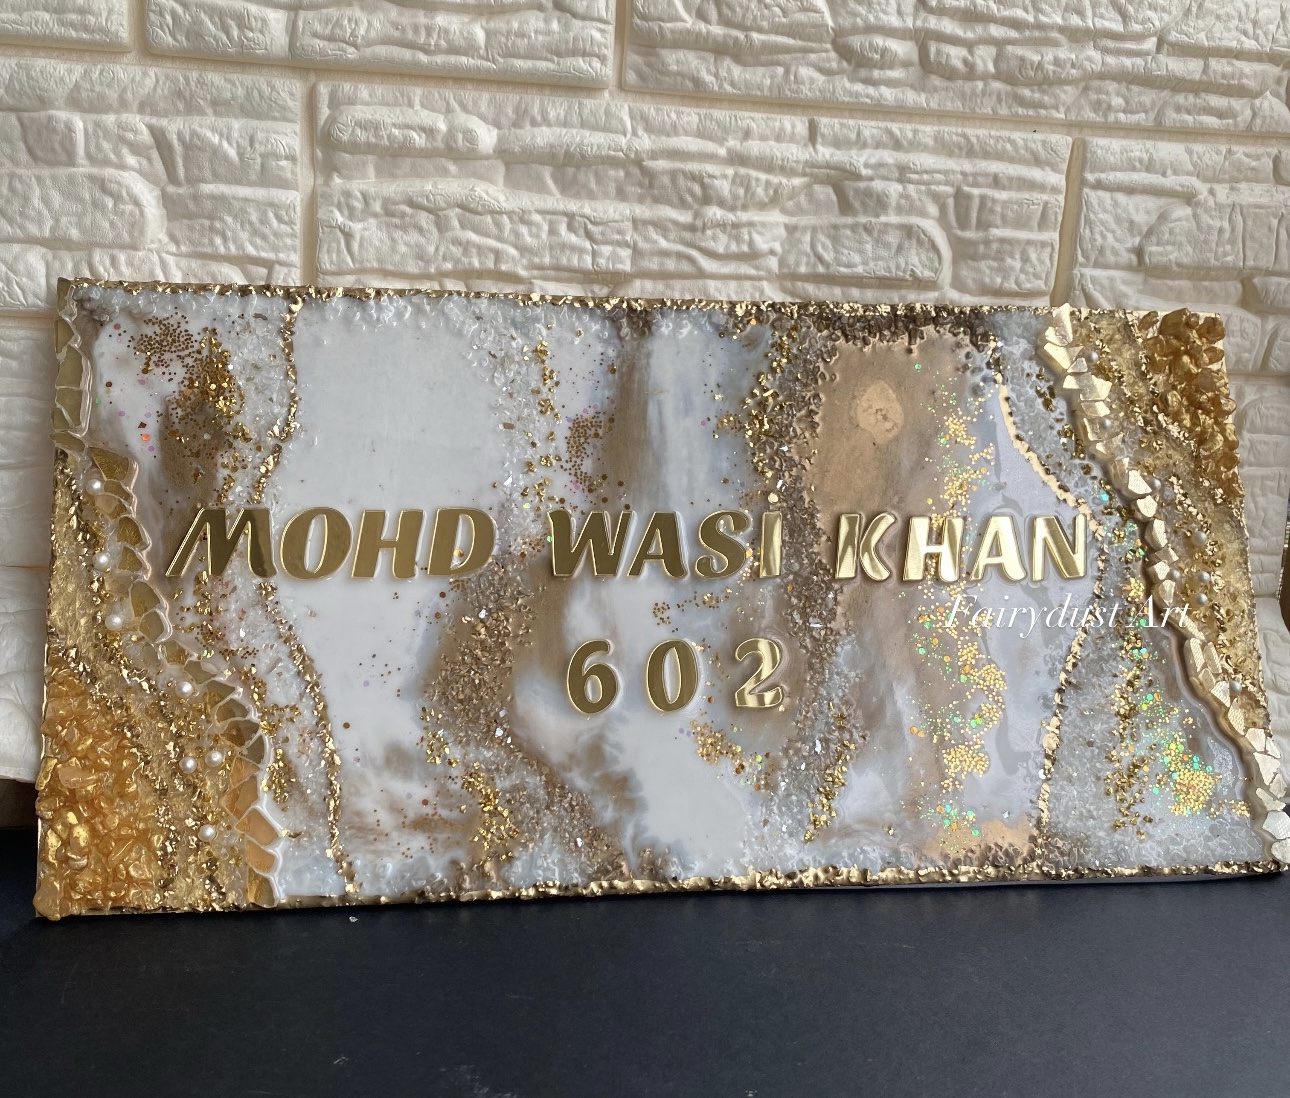 MOHD WASI KHAN
Fairydust Art
602